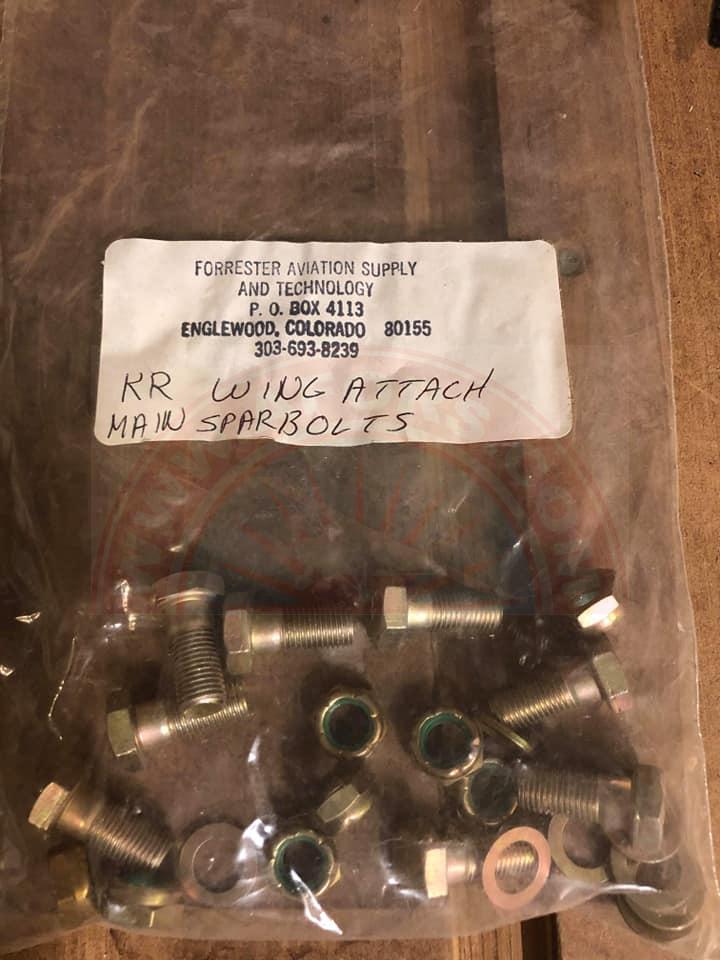 FORRESTER AVIATION SUPPLY
AND TECHNOLOGY
P. O. BOX 4113
ENGLEWOOD, COLORADO 80155
303-693-8239
KR WING ATTACH
MAIN SPARBOLTS